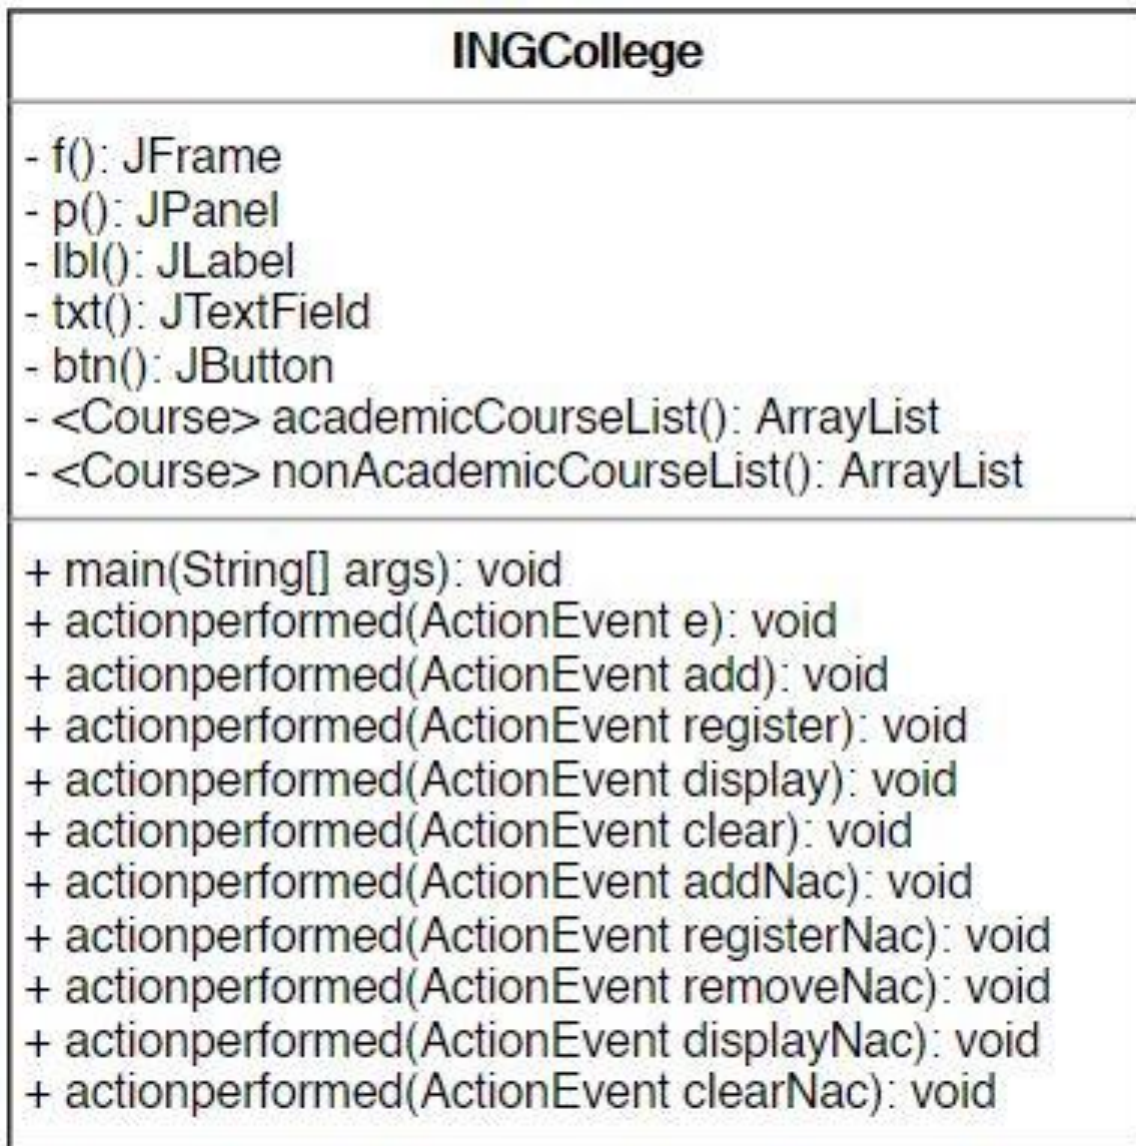 INGCollege
- f(): JFrame
- p(): JPanel
- lbl(): JLabel
- txt(): JTextField
- btn(): JButton
- <Course> academicCourseList(): ArrayList
- <Course> nonAcademicCourseList(): ArrayList
+ main(String[] args): void
+ actionperformed(ActionEvent e): void
+ actionperformed(ActionEvent add): void
+ actionperformed(ActionEvent register): void
+ actionperformed(ActionEvent display): void
+ actionperformed(ActionEvent clear): void
+ actionperformed(ActionEvent addNac): void
+ actionperformed(ActionEvent registerNac): void
+ actionperformed(ActionEvent removeNac): void
+ actionperformed(ActionEvent displayNac): void
+ actionperformed(ActionEvent clearNac): void